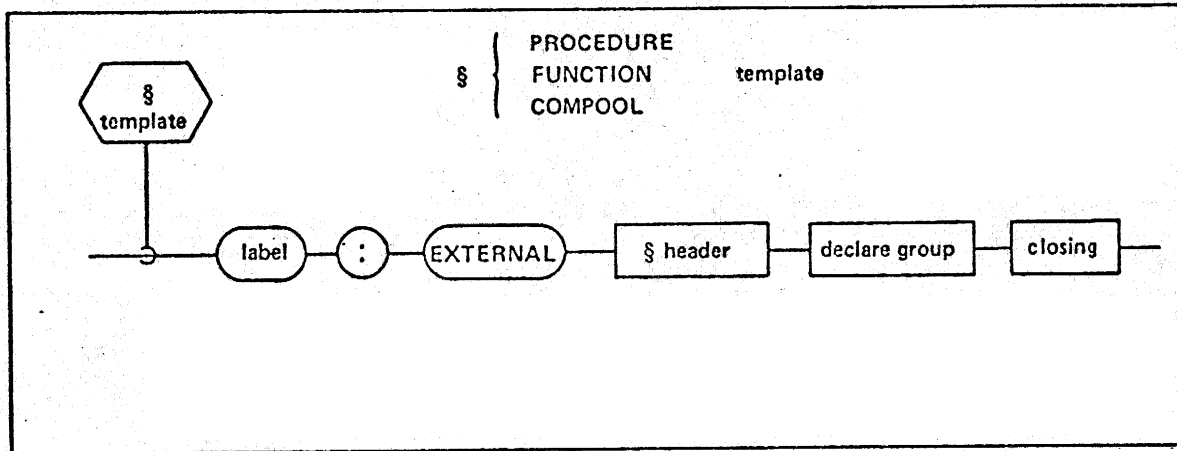 §
template
§
PROCEDURE
FUNCTION template
COMPOOL
label : EXTERNAL § header declare group closing